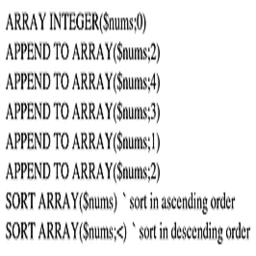 ARRAY INTEGER($nums;0)
APPEND TO ARRAY($nums;2)
APPEND TO ARRAY($nums;4)
APPEND TO ARRAY($nums;3)
APPEND TO ARRAY($nums;1)
APPEND TO ARRAY($nums;2)
SORT ARRAY($nums) ` sort in ascending order
SORT ARRAY($nums;<) ` sort in descending order